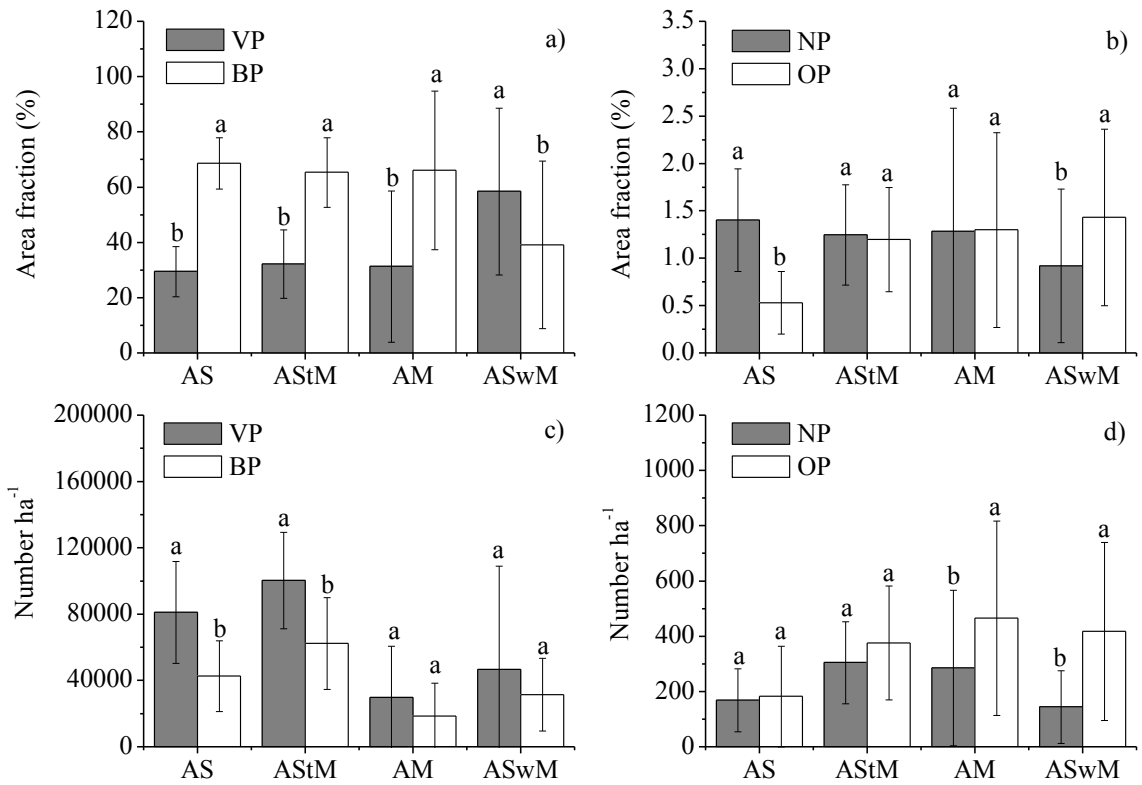 a)
VP
BP
Area fraction (%)
140
120
100
80
60
40
20
0
b a b a b a a b
AS AStM AM ASwM
b)
NP
OP
Area fraction (%)
3.5
3.0
2.5
2.0
1.5
1.0
0.5
0.0
a b a a a a b a
AS AStM AM ASwM
c)
VP
BP
Number ha⁻¹
200000
160000
120000
80000
40000
0
a b a b a a a a
AS AStM AM ASwM
d)
NP
OP
Number ha⁻¹
1200
1000
800
600
400
200
0
a a a a b a b a
AS AStM AM ASwM